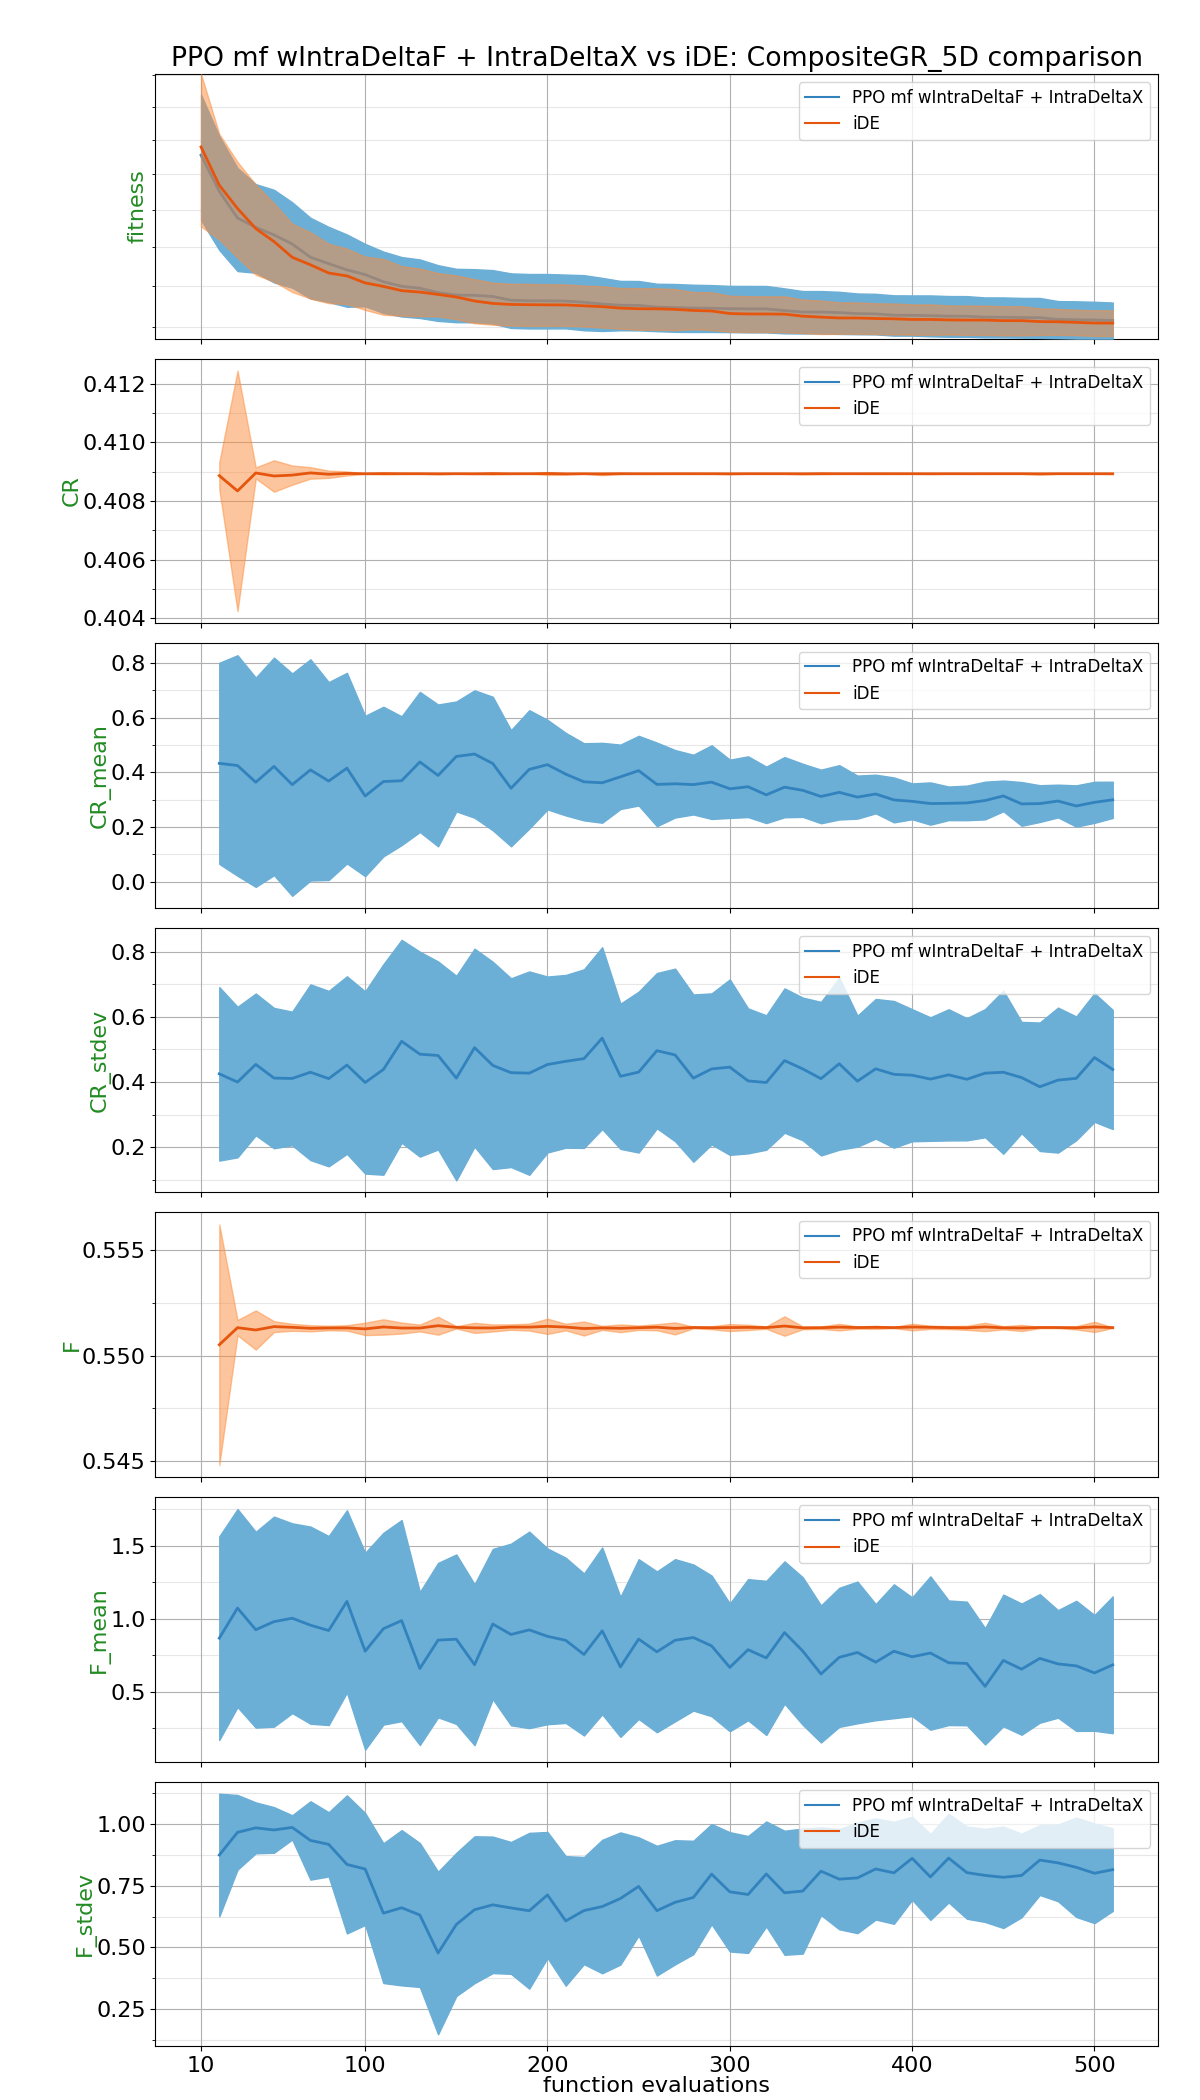 PPO mf wIntraDeltaF + IntraDeltaX vs iDE: CompositeGR_5D comparison
fitness
PPO mf wIntraDeltaF + IntraDeltaX
iDE
CR
0.412
0.410
0.408
0.406
0.404
PPO mf wIntraDeltaF + IntraDeltaX
iDE
CR_mean
0.8
0.6
0.4
0.2
0.0
PPO mf wIntraDeltaF + IntraDeltaX
iDE
CR_stdev
0.8
0.6
0.4
0.2
PPO mf wIntraDeltaF + IntraDeltaX
iDE
F
0.555
0.550
0.545
PPO mf wIntraDeltaF + IntraDeltaX
iDE
F_mean
1.5
1.0
0.5
PPO mf wIntraDeltaF + IntraDeltaX
iDE
F_stdev
1.00
0.75
0.50
0.25
PPO mf wIntraDeltaF + IntraDeltaX
iDE
10 100 200 300 400 500
function evaluations